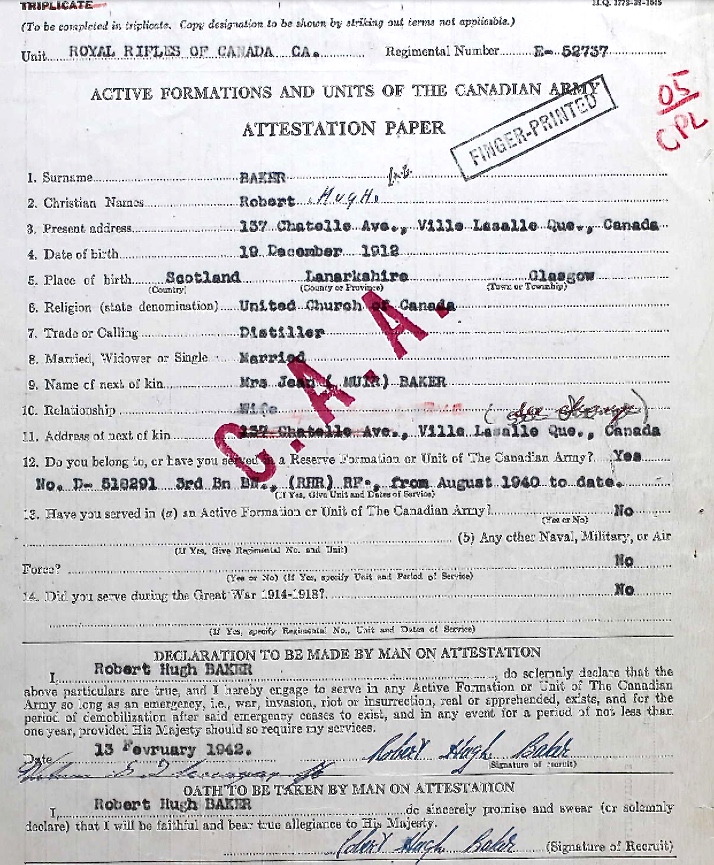 TRIPLICATE
(To be completed in triplicate. Copy designation to be shown by striking out terms not applicable.)
Unit ROYAL RIFLES OF CANADA CA. Regimental Number E- 52737
ACTIVE FORMATIONS AND UNITS OF THE CANADIAN ARMY
ATTESTATION PAPER
FINGER-PRINTED
05
CPL
1. Surname BAKER
2. Christian Names Robert Hugh.
3. Present address 137 Chatelle Ave., Ville Lasalle Que., Canada
4. Date of birth 19 December 1912
5. Place of birth Scotland Lanarkshire Glasgow
(Country) (County or Province) (Town or Township)
6. Religion (state denomination) United Church of Canada
7. Trade or Calling Distiller
8. Married, Widower or Single Married
9. Name of next of kin Mrs Jean ( MUIR) BAKER
10. Relationship Wife (see change)
11. Address of next of kin 137 Chatelle Ave., Ville Lasalle Que., Canada
C.A.A.
12. Do you belong to, or have you served in a Reserve Formation or Unit of The Canadian Army? Yes
No. D- 518291 3rd Bn BW., (RHR) RF., from August 1940 to date.
(If Yes, Give Unit and Dates of Service)
13. Have you served in (a) an Active Formation or Unit of The Canadian Army? No
(Yes or No)
(b) Any other Naval, Military, or Air
(If Yes, Give Regimental No. and Unit)
Force? No
(Yes or No) (If Yes, specify Unit and Period of Service)
14. Did you serve during the Great War 1914-1918? No
(If Yes, specify Regimental No., Unit and Dates of Service)
DECLARATION TO BE MADE BY MAN ON ATTESTATION
I, Robert Hugh BAKER, do solemnly declare that the
above particulars are true, and I hereby engage to serve in any Active Formation or Unit of The Canadian
Army so long as an emergency, i.e., war, invasion, riot or insurrection, real or apprehended, exists, and for the
period of demobilization after said emergency ceases to exist, and in any event for a period of not less than
one year, provided His Majesty should so require my services.
Date 13 Fevruary 1942. Robert Hugh Baker
(Signature of Recruit)
OATH TO BE TAKEN BY MAN ON ATTESTATION
I, Robert Hugh BAKER do sincerely promise and swear (or solemnly
declare) that I will be faithful and bear true allegiance to His Majesty.
Robert Hugh Baker (Signature of Recruit)